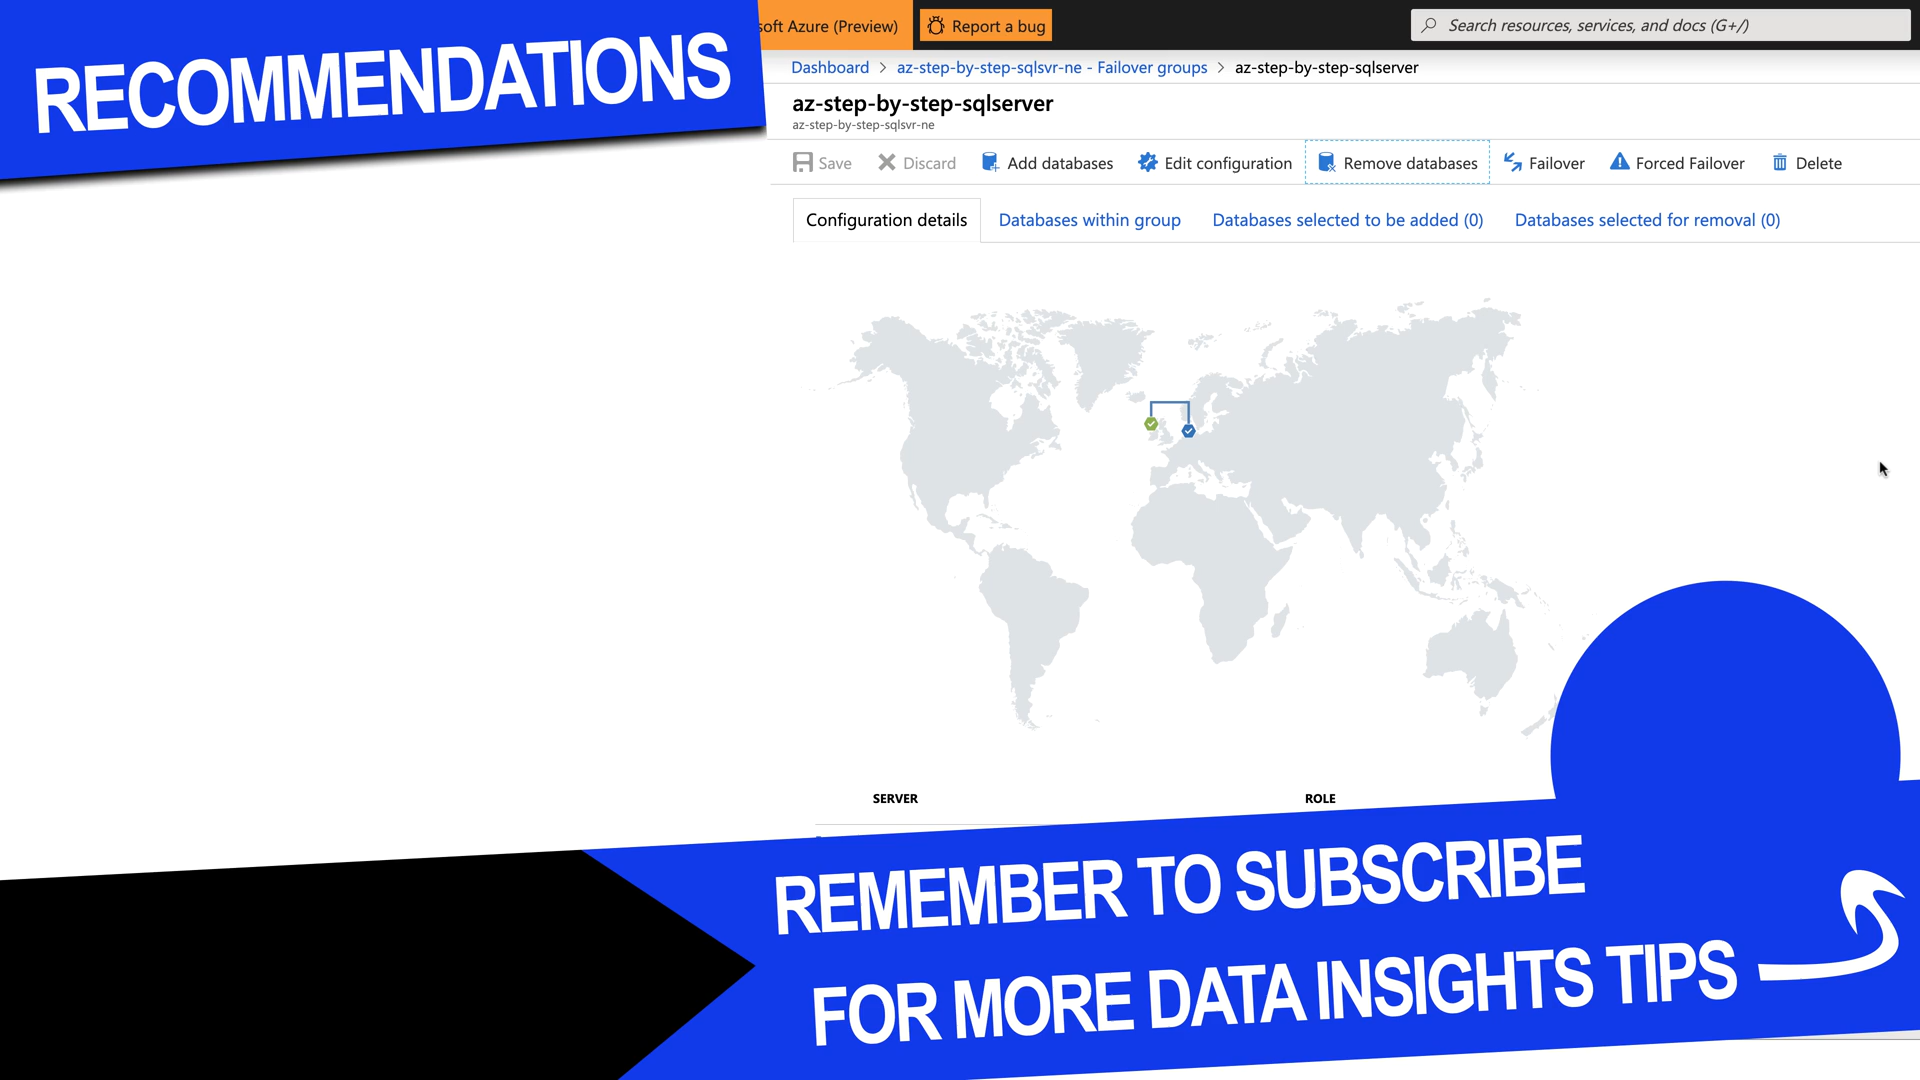 RECOMMENDATIONS
soft Azure (Preview)
Report a bug
Search resources, services, and docs (G+/)
Dashboard > az-step-by-step-sqlsvr-ne - Failover groups > az-step-by-step-sqlserver
az-step-by-step-sqlserver
az-step-by-step-sqlsvr-ne
Save Discard Add databases Edit configuration Remove databases Failover Forced Failover Delete
Configuration details Databases within group Databases selected to be added (0) Databases selected for removal (0)
SERVER ROLE
REMEMBER TO SUBSCRIBE
FOR MORE DATA INSIGHTS TIPS